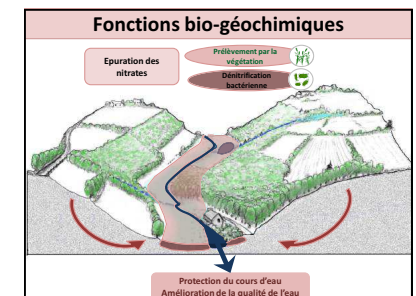 Fonctions bio-géochimiques
Epuration des
nitrates
Prélèvement par la
végétation
Dénitrification
bactérienne
Protection du cours d'eau
Amélioration de la qualité de l'eau